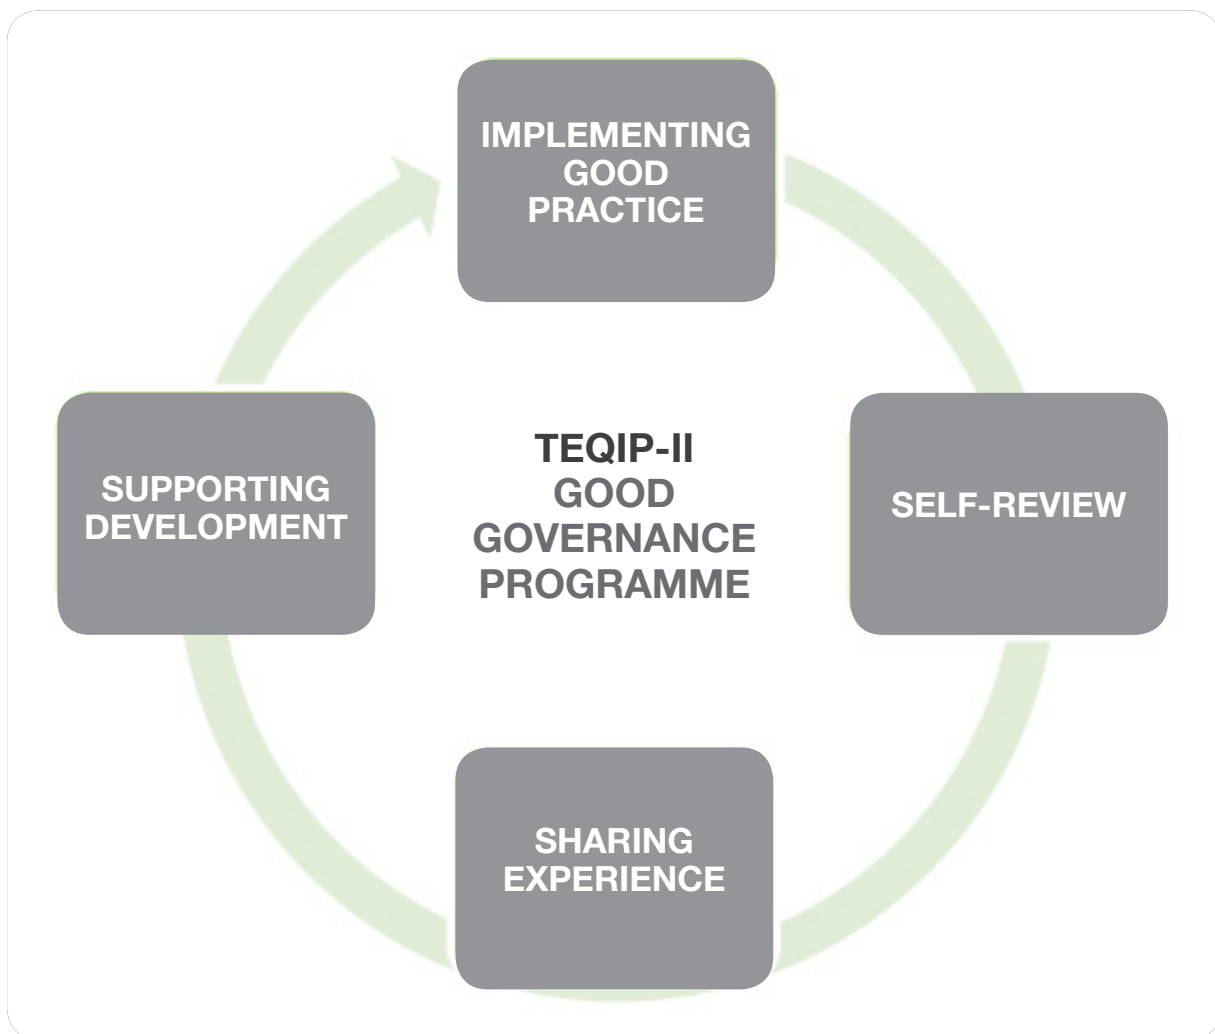 IMPLEMENTING
GOOD
PRACTICE
SUPPORTING
DEVELOPMENT
TEQIP-II
GOOD
GOVERNANCE
PROGRAMME
SELF-REVIEW
SHARING
EXPERIENCE